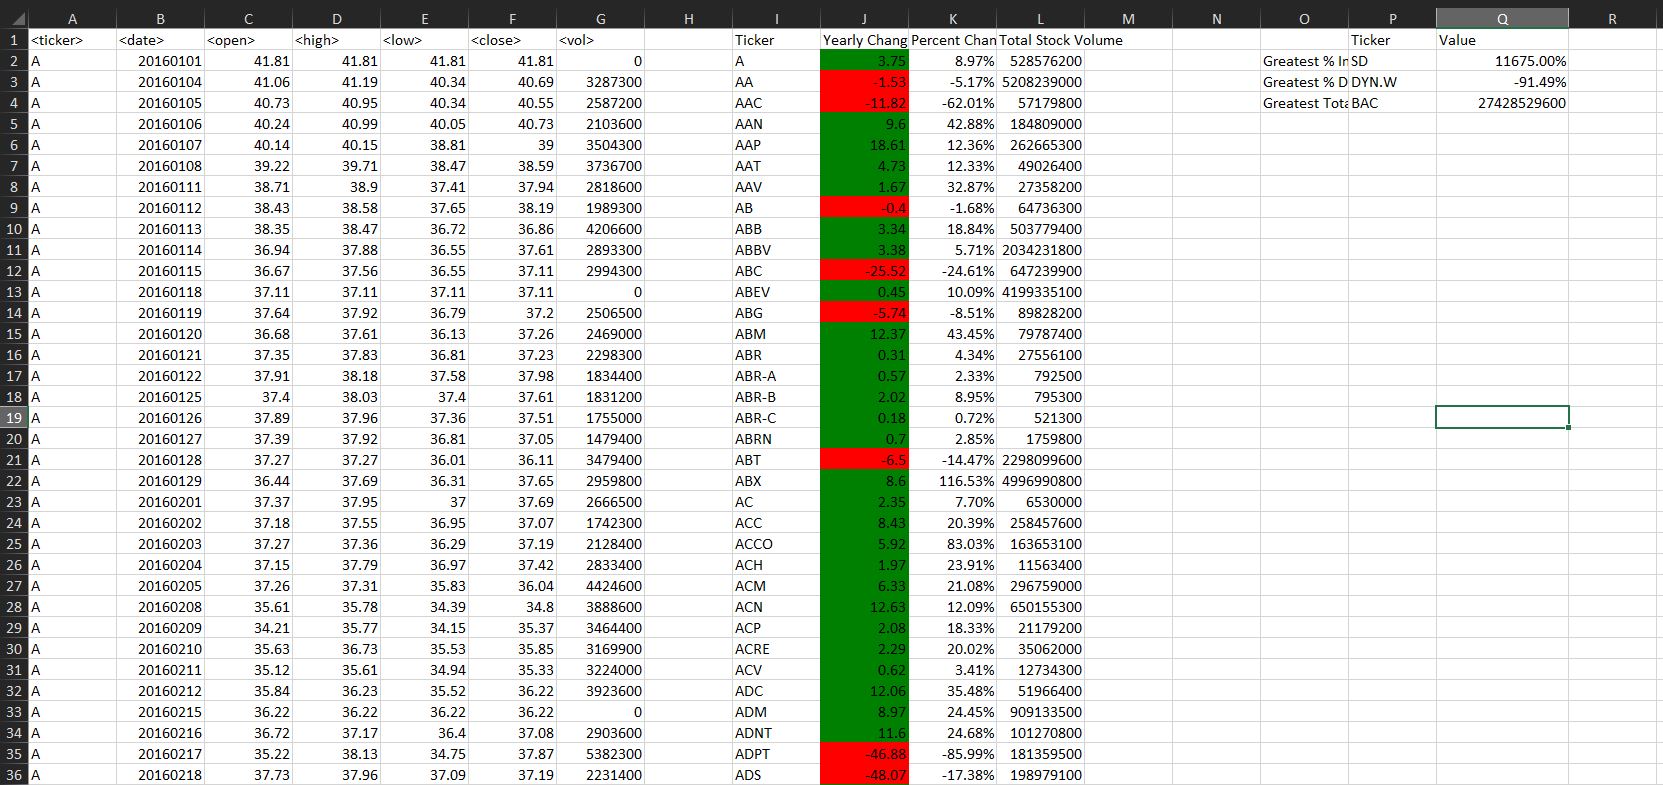 A B C D E F G H I J K L M N O P Q R
1 <ticker> <date> <open> <high> <low> <close> <vol> Ticker Yearly Chang Percent Chan Total Stock Volume Ticker Value
2 A 20160101 41.81 41.81 41.81 41.81 0 A 3.75 8.97% 528576200 Greatest % In SD 11675.00%
3 A 20160104 41.06 41.19 40.34 40.69 3287300 AA -1.53 -5.17% 5208239000 Greatest % D DYN.W -91.49%
4 A 20160105 40.73 40.95 40.34 40.55 2587200 AAC -11.82 -62.01% 57179800 Greatest Tota BAC 27428529600
5 A 20160106 40.24 40.99 40.05 40.73 2103600 AAN 9.6 42.88% 184809000
6 A 20160107 40.14 40.15 38.81 39 3504300 AAP 18.61 12.36% 262665300
7 A 20160108 39.22 39.71 38.47 38.59 3736700 AAT 4.73 12.33% 49026400
8 A 20160111 38.71 38.9 37.41 37.94 2818600 AAV 1.67 32.87% 27358200
9 A 20160112 38.43 38.58 37.65 38.19 1989300 AB -0.4 -1.68% 64736300
10 A 20160113 38.35 38.47 36.72 36.86 4206600 ABB 3.34 18.84% 503779400
11 A 20160114 36.94 37.88 36.55 37.61 2893300 ABBV 3.38 5.71% 2034231800
12 A 20160115 36.67 37.56 36.55 37.11 2994300 ABC -25.52 -24.61% 647239900
13 A 20160118 37.11 37.11 37.11 37.11 0 ABEV 0.45 10.09% 4199335100
14 A 20160119 37.64 37.92 36.79 37.2 2506500 ABG -5.74 -8.51% 89828200
15 A 20160120 36.68 37.61 36.13 37.26 2469000 ABM 12.37 43.45% 79787400
16 A 20160121 37.35 37.83 36.81 37.23 2298300 ABR 0.31 4.34% 27556100
17 A 20160122 37.91 38.18 37.58 37.98 1834400 ABR-A 0.57 2.33% 792500
18 A 20160125 37.4 38.03 37.4 37.61 1831200 ABR-B 2.02 8.95% 795300
19 A 20160126 37.89 37.96 37.36 37.51 1755000 ABR-C 0.18 0.72% 521300
20 A 20160127 37.39 37.92 36.81 37.05 1479400 ABRN 0.7 2.85% 1759800
21 A 20160128 37.27 37.27 36.01 36.11 3479400 ABT -6.5 -14.47% 2298099600
22 A 20160129 36.44 37.69 36.31 37.65 2959800 ABX 8.6 116.53% 4996990800
23 A 20160201 37.37 37.95 37 37.69 2666500 AC 2.35 7.70% 6530000
24 A 20160202 37.18 37.55 36.95 37.07 1742300 ACC 8.43 20.39% 258457600
25 A 20160203 37.27 37.36 36.29 37.19 2128400 ACCO 5.92 83.03% 163653100
26 A 20160204 37.15 37.79 36.97 37.42 2833400 ACH 1.97 23.91% 11563400
27 A 20160205 37.26 37.31 35.83 36.04 4424600 ACM 6.33 21.08% 296759000
28 A 20160208 35.61 35.78 34.39 34.8 3888600 ACN 12.63 12.09% 650155300
29 A 20160209 34.21 35.77 34.15 35.37 3464400 ACP 2.08 18.33% 21179200
30 A 20160210 35.63 36.73 35.53 35.85 3169900 ACRE 2.29 20.02% 35062000
31 A 20160211 35.12 35.61 34.94 35.33 3224000 ACV 0.62 3.41% 12734300
32 A 20160212 35.84 36.23 35.52 36.22 3923600 ADC 12.06 35.48% 51966400
33 A 20160215 36.22 36.22 36.22 36.22 0 ADM 8.97 24.45% 909133500
34 A 20160216 36.72 37.17 36.4 37.08 2903600 ADNT 11.6 24.68% 101270800
35 A 20160217 35.22 38.13 34.75 37.87 5382300 ADPT -46.88 -85.99% 181359500
36 A 20160218 37.73 37.96 37.09 37.19 2231400 ADS -48.07 -17.38% 198979100